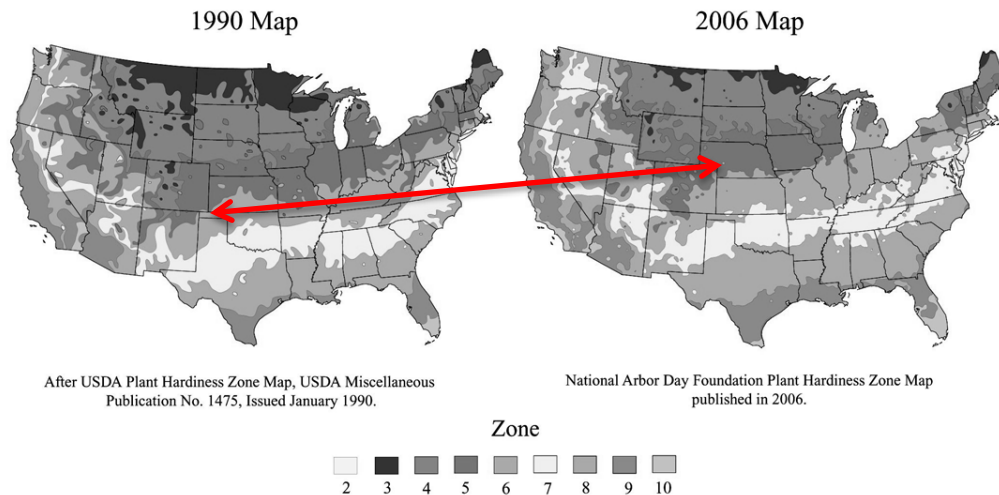 1990 Map
2006 Map
After USDA Plant Hardiness Zone Map, USDA Miscellaneous
Publication No. 1475, Issued January 1990.
National Arbor Day Foundation Plant Hardiness Zone Map
published in 2006.
Zone
2 3 4 5 6 7 8 9 10